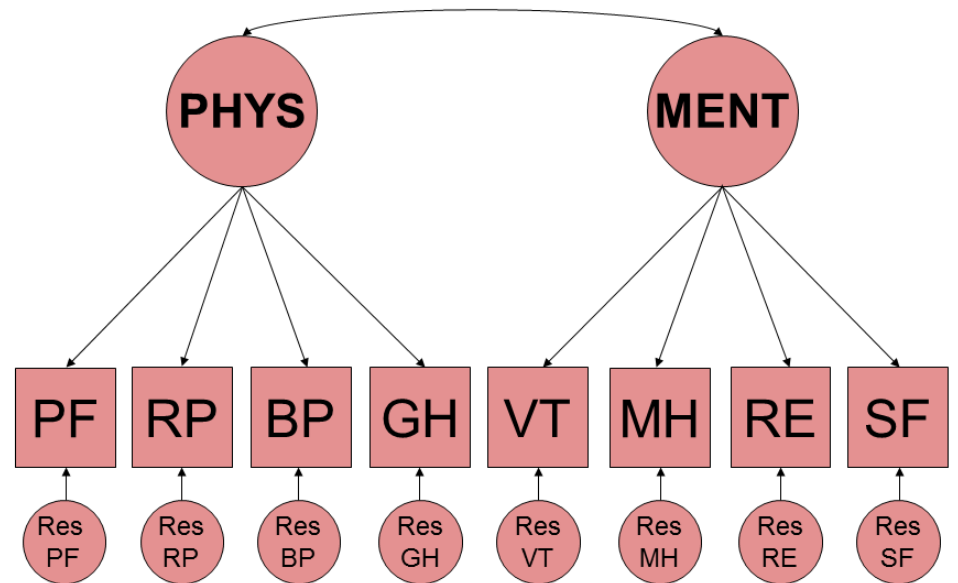 PHYS
MENT
PF
RP
BP
GH
VT
MH
RE
SF
Res
PF
Res
RP
Res
BP
Res
GH
Res
VT
Res
MH
Res
RE
Res
SF